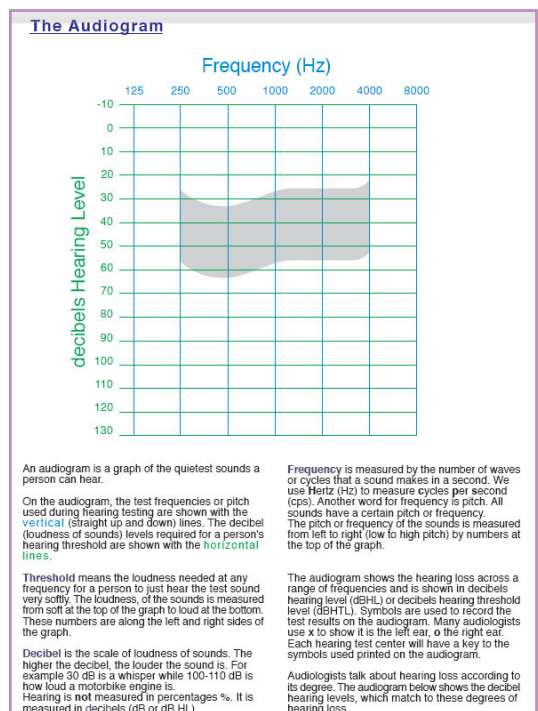 The Audiogram
Frequency (Hz)
125 250 500 1000 2000 4000 8000
decibels Hearing Level
-10
0
10
20
30
40
50
60
70
80
90
100
110
120
130
An audiogram is a graph of the quietest sounds a
person can hear.
On the audiogram, the test frequencies or pitch
used during hearing testing are shown with the
vertical (straight up and down) lines. The decibel
(loudness of sounds) levels required for a person's
hearing threshold are shown with the horizontal
lines.
Threshold means the loudness needed at any
frequency for a person to just hear the test sound
very softly. The loudness, of the sounds is measured
from soft at the top of the graph to loud at the bottom.
These numbers are along the left and right sides of
the graph.
Decibel is the scale of loudness of sounds. The
higher the decibel, the louder the sound is. For
example 30 dB is a whisper while 100-110 dB is
how loud a motorbike engine is.
Hearing is not measured in percentages %. It is
measured in decibels (dB or dB HL)
Frequency is measured by the number of waves
or cycles that a sound makes in a second. We
use Hertz (Hz) to measure cycles per second
(cps). Another word for frequency is pitch. All
sounds have a certain pitch or frequency.
The pitch or frequency of the sounds is measured
from left to right (low to high pitch) by numbers at
the top of the graph.
The audiogram shows the hearing loss across a
range of frequencies and is shown in decibels
hearing level (dBHL) or decibels hearing threshold
level (dBHTL). Symbols are used to record the
test results on the audiogram. Many audiologists
use x to show it is the left ear, o the right ear.
Each hearing test center will have a key to the
symbols used printed on the audiogram.
Audiologists talk about hearing loss according to
its degree. The audiogram below shows the decibel
hearing levels, which match to these degrees of
hearing loss